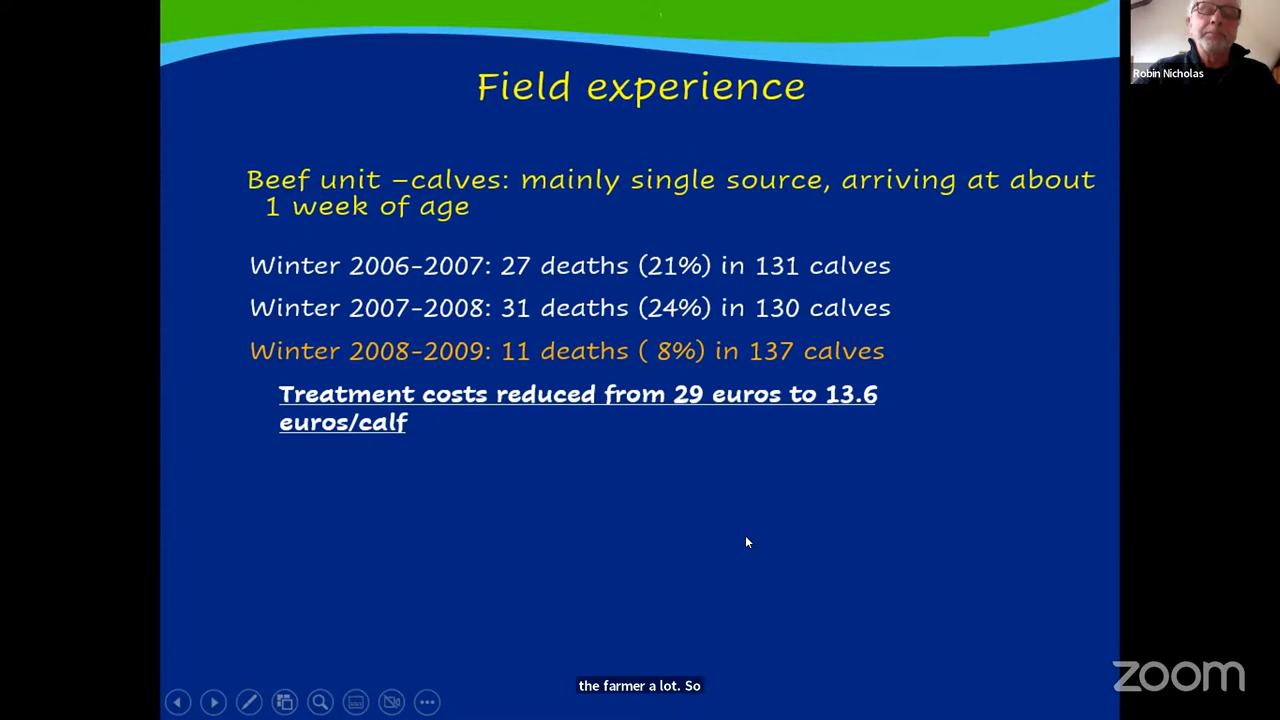 Field experience
Robin Nicholas
Beef unit –calves: mainly single source, arriving at about
1 week of age
Winter 2006-2007: 27 deaths (21%) in 131 calves
Winter 2007-2008: 31 deaths (24%) in 130 calves
Winter 2008-2009: 11 deaths ( 8%) in 137 calves
Treatment costs reduced from 29 euros to 13.6
euros/calf
the farmer a lot. So
zoom